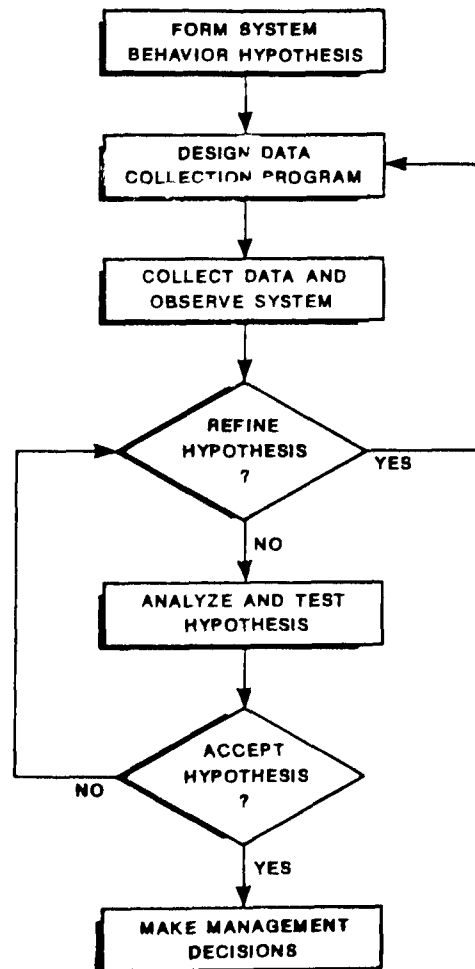 FORM SYSTEM
BEHAVIOR HYPOTHESIS
DESIGN DATA
COLLECTION PROGRAM
COLLECT DATA AND
OBSERVE SYSTEM
REFINE
HYPOTHESIS
?
YES
NO
ANALYZE AND TEST
HYPOTHESIS
ACCEPT
HYPOTHESIS
?
NO
YES
MAKE MANAGEMENT
DECISIONS